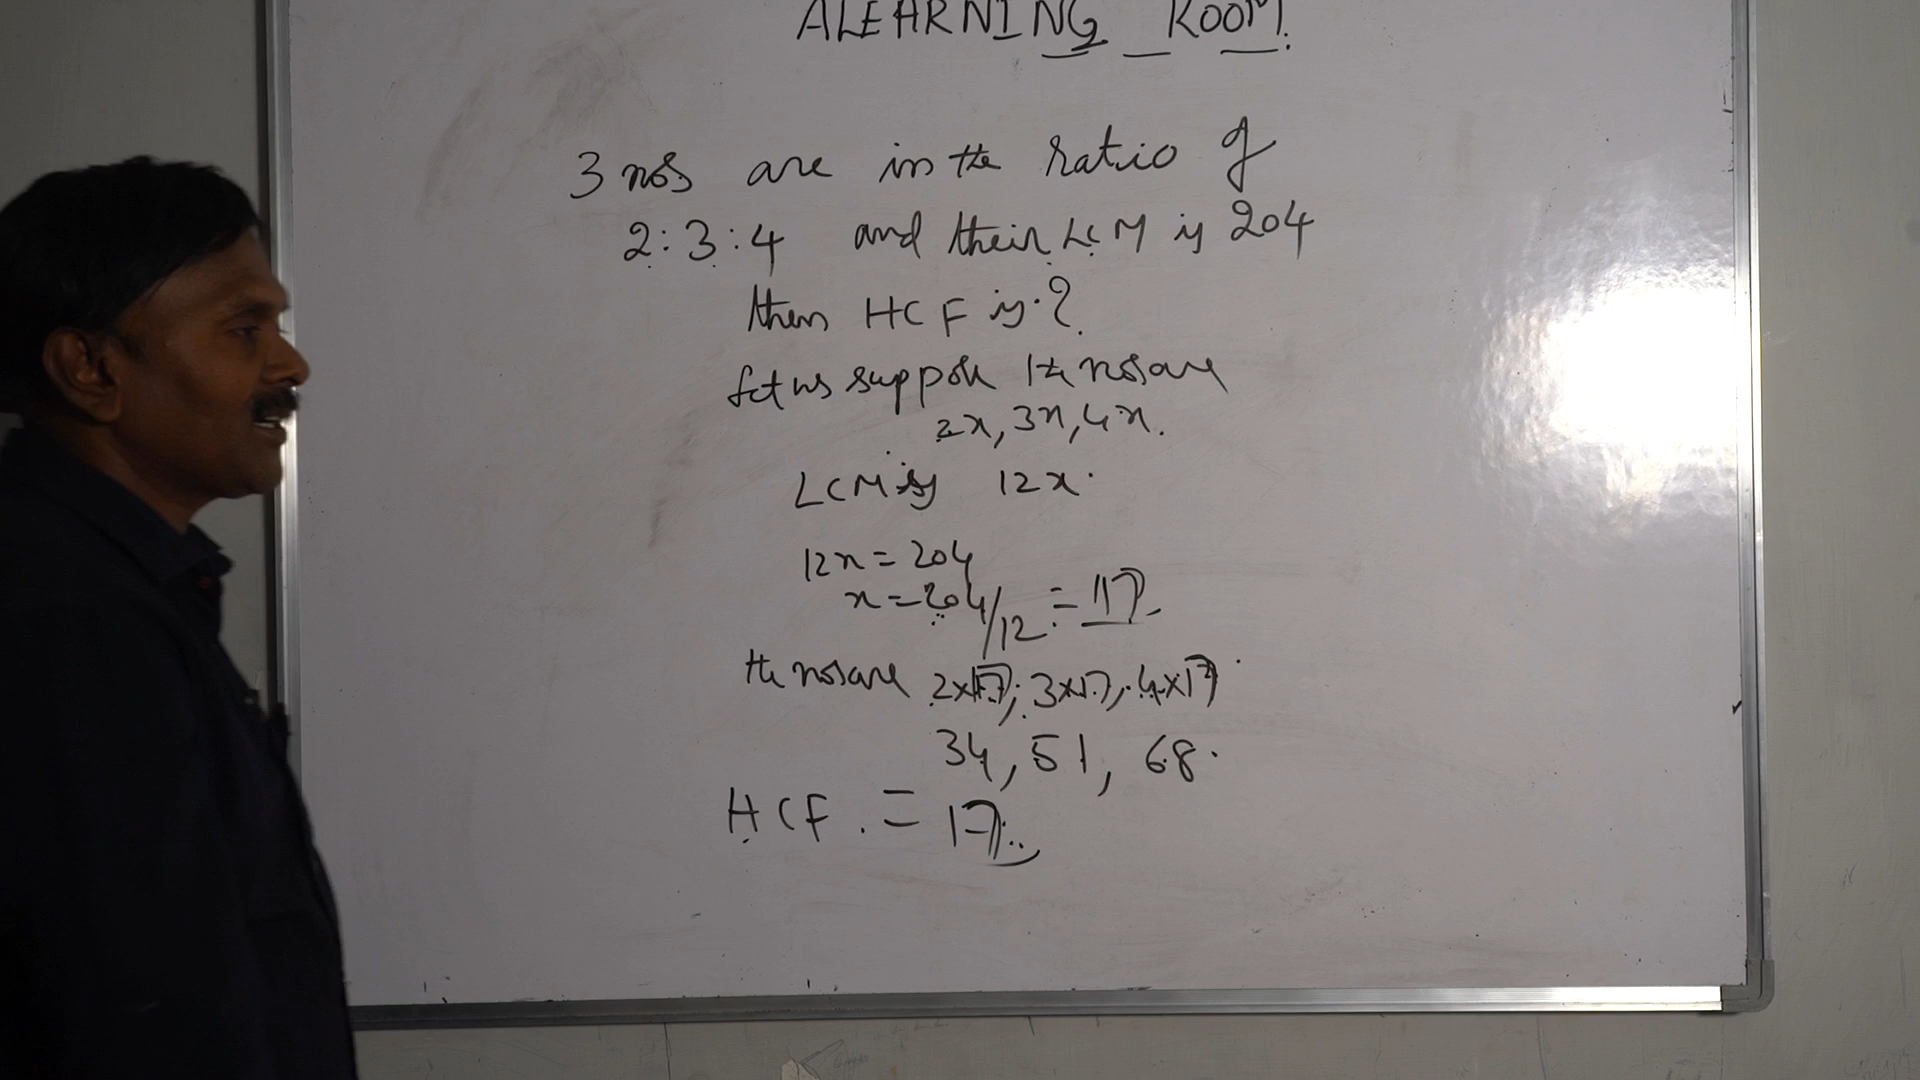 ALEARNING ROOM.
3 nos are in the ratio of
2:3:4 and their LCM is 204
then HCF is ?
let us suppose the nos are
2x, 3x, 4x.
LCM is 12x.
12x = 204
x = 204/12 = 17
the nos are 2x17, 3x17, 4x17
34, 51, 68.
HCF. = 17